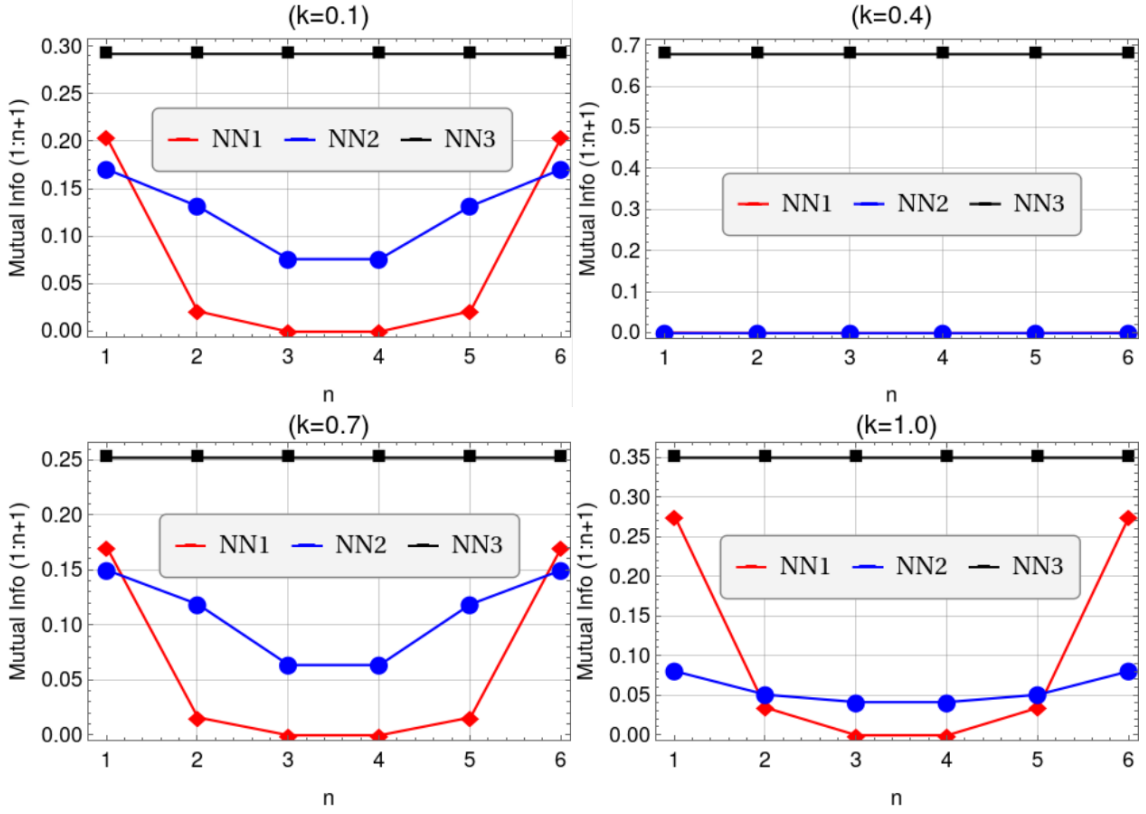 (k=0.1)
Mutual Info (1:n+1)
0.30
0.25
0.20
0.15
0.10
0.05
0.00
NN1 NN2 NN3
1 2 3 4 5 6
n
(k=0.4)
Mutual Info (1:n+1)
0.7
0.6
0.5
0.4
0.3
0.2
0.1
0.0
NN1 NN2 NN3
1 2 3 4 5 6
n
(k=0.7)
Mutual Info (1:n+1)
0.25
0.20
0.15
0.10
0.05
0.00
NN1 NN2 NN3
1 2 3 4 5 6
n
(k=1.0)
Mutual Info (1:n+1)
0.35
0.30
0.25
0.20
0.15
0.10
0.05
0.00
NN1 NN2 NN3
1 2 3 4 5 6
n